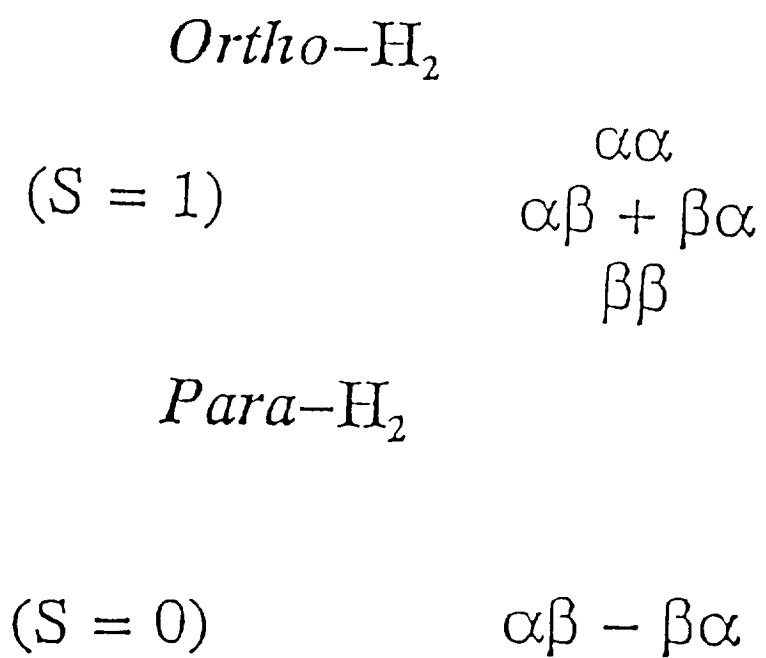 Ortho–H₂
αα
(S = 1) αβ + βα
ββ
Para–H₂
(S = 0) αβ – βα